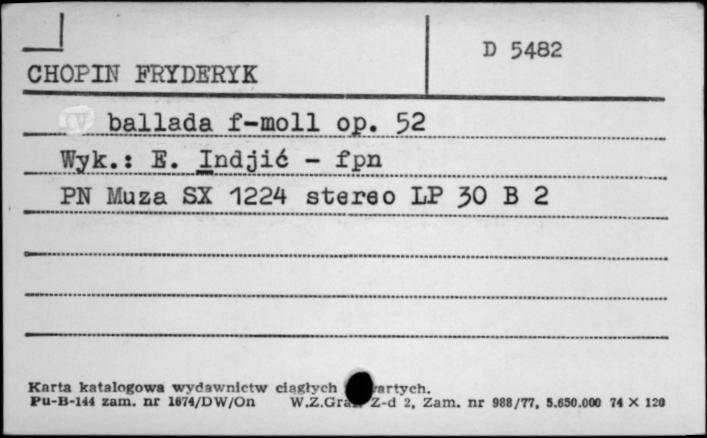 D 5482
CHOPIN FRYDERYK
IV ballada f-moll op. 52
Wyk.: E. Indjić - fpn
PN Muza SX 1224 stereo LP 30 B 2
Karta katalogowa wydawnictw ciągłych
Pu-B-144 zam. nr 1674/DW/On W.Z.Graf. Z-d 2, Zam. nr 988/77, 5.650.000 74 × 120